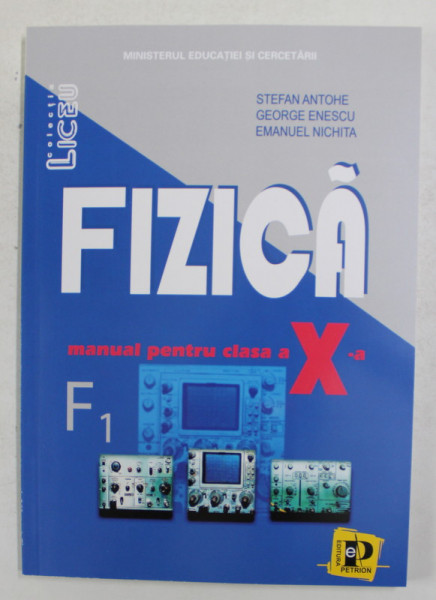 MINISTERUL EDUCAȚIEI ȘI CERCETĂRII
colecția
LICEU
STEFAN ANTOHE
GEORGE ENESCU
EMANUEL NICHITA
FIZICĂ
manual pentru clasa a X-a
F1
EDITURA
eP
PETRION